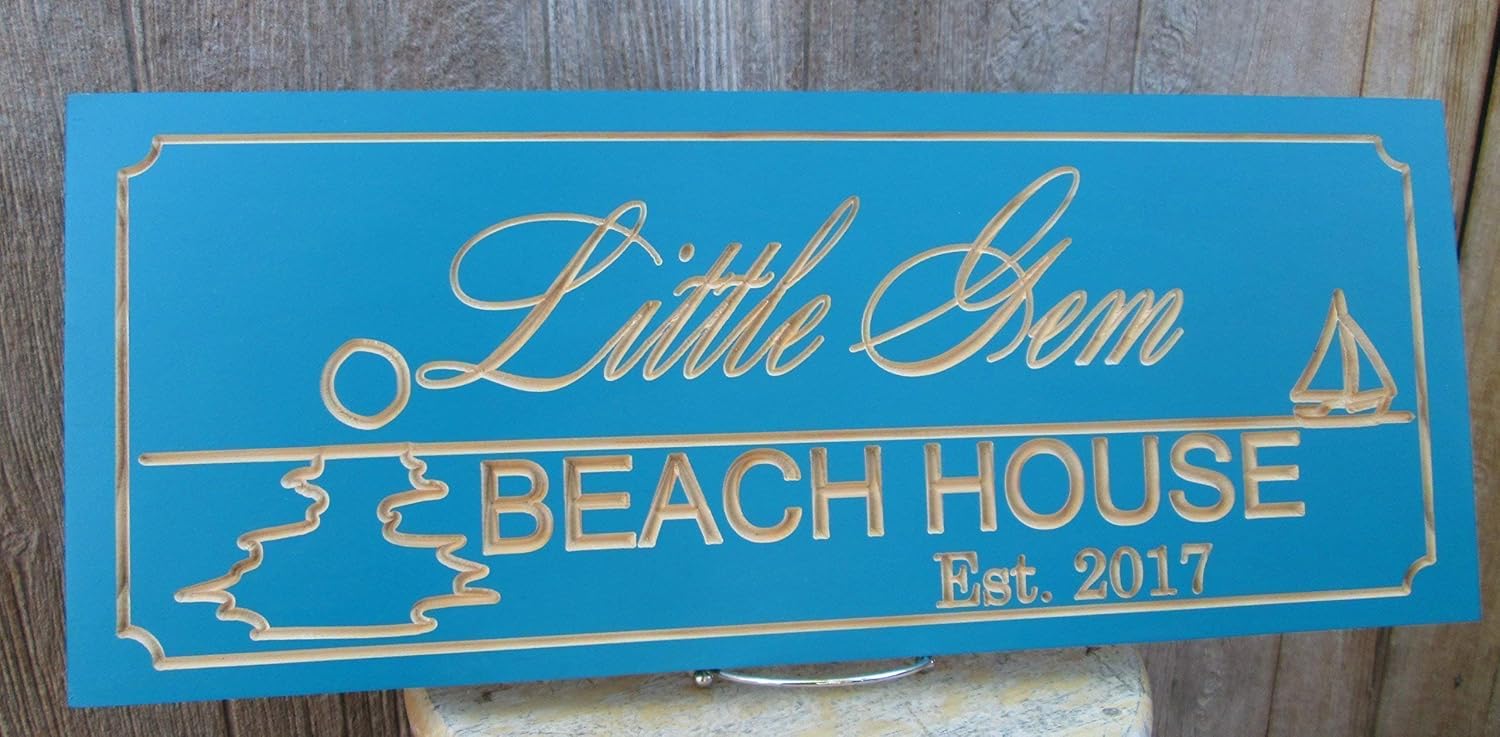 Little Gem
BEACH HOUSE
Est. 2017